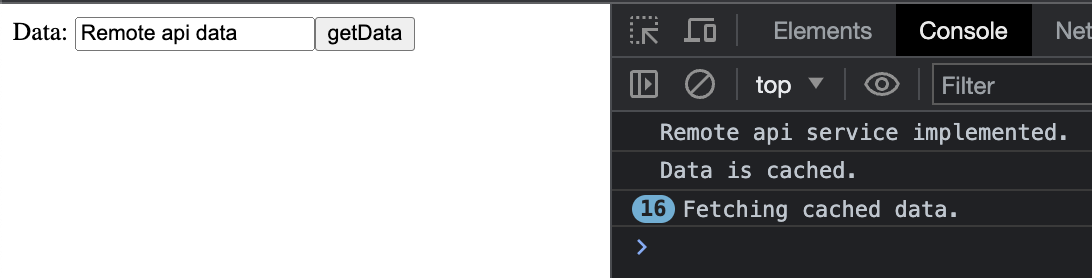 Data: Remote api data getData
Elements Console Net
top Filter
Remote api service implemented.
Data is cached.
16 Fetching cached data.